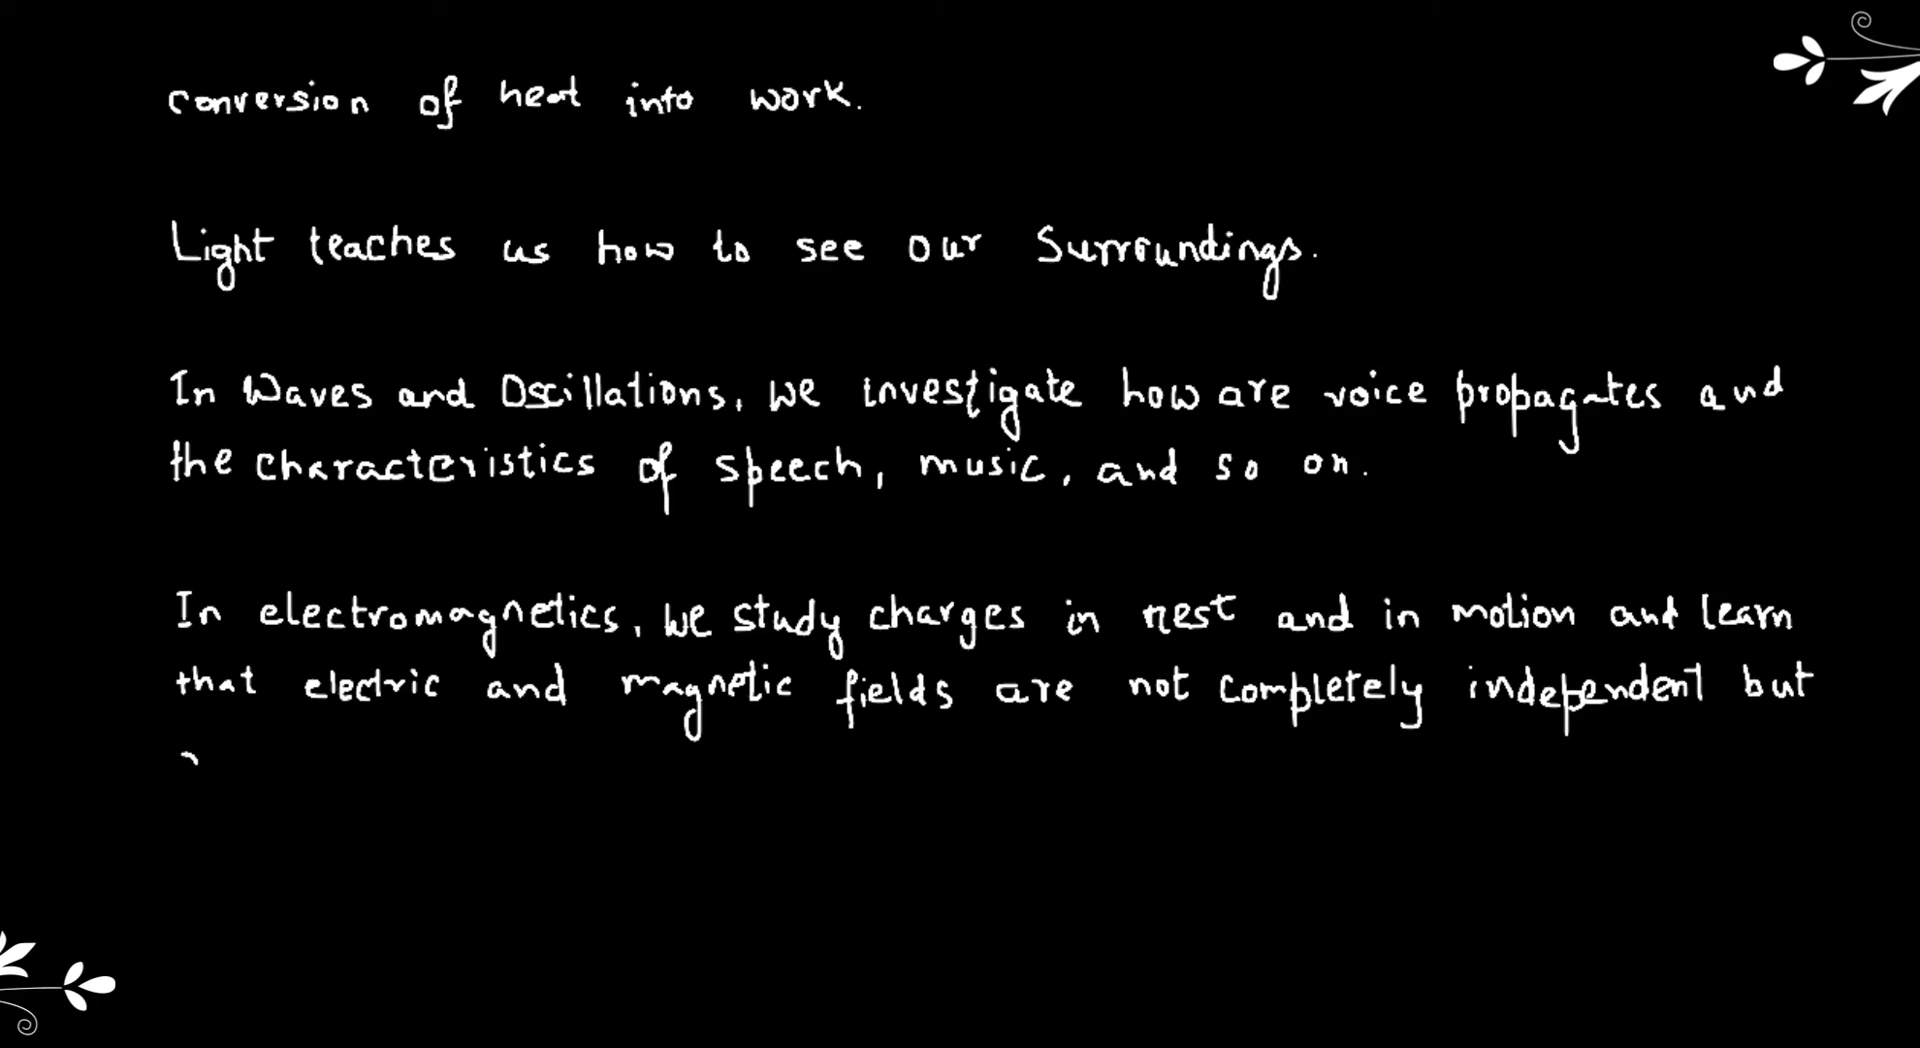 conversion of heat into work.
Light teaches us how to see our Surroundings.
In Waves and Oscillations, we investigate how are voice propagates and
the characteristics of speech, music, and so on.
In electromagnetics, we study charges in rest and in motion and learn
that electric and magnetic fields are not completely independent but